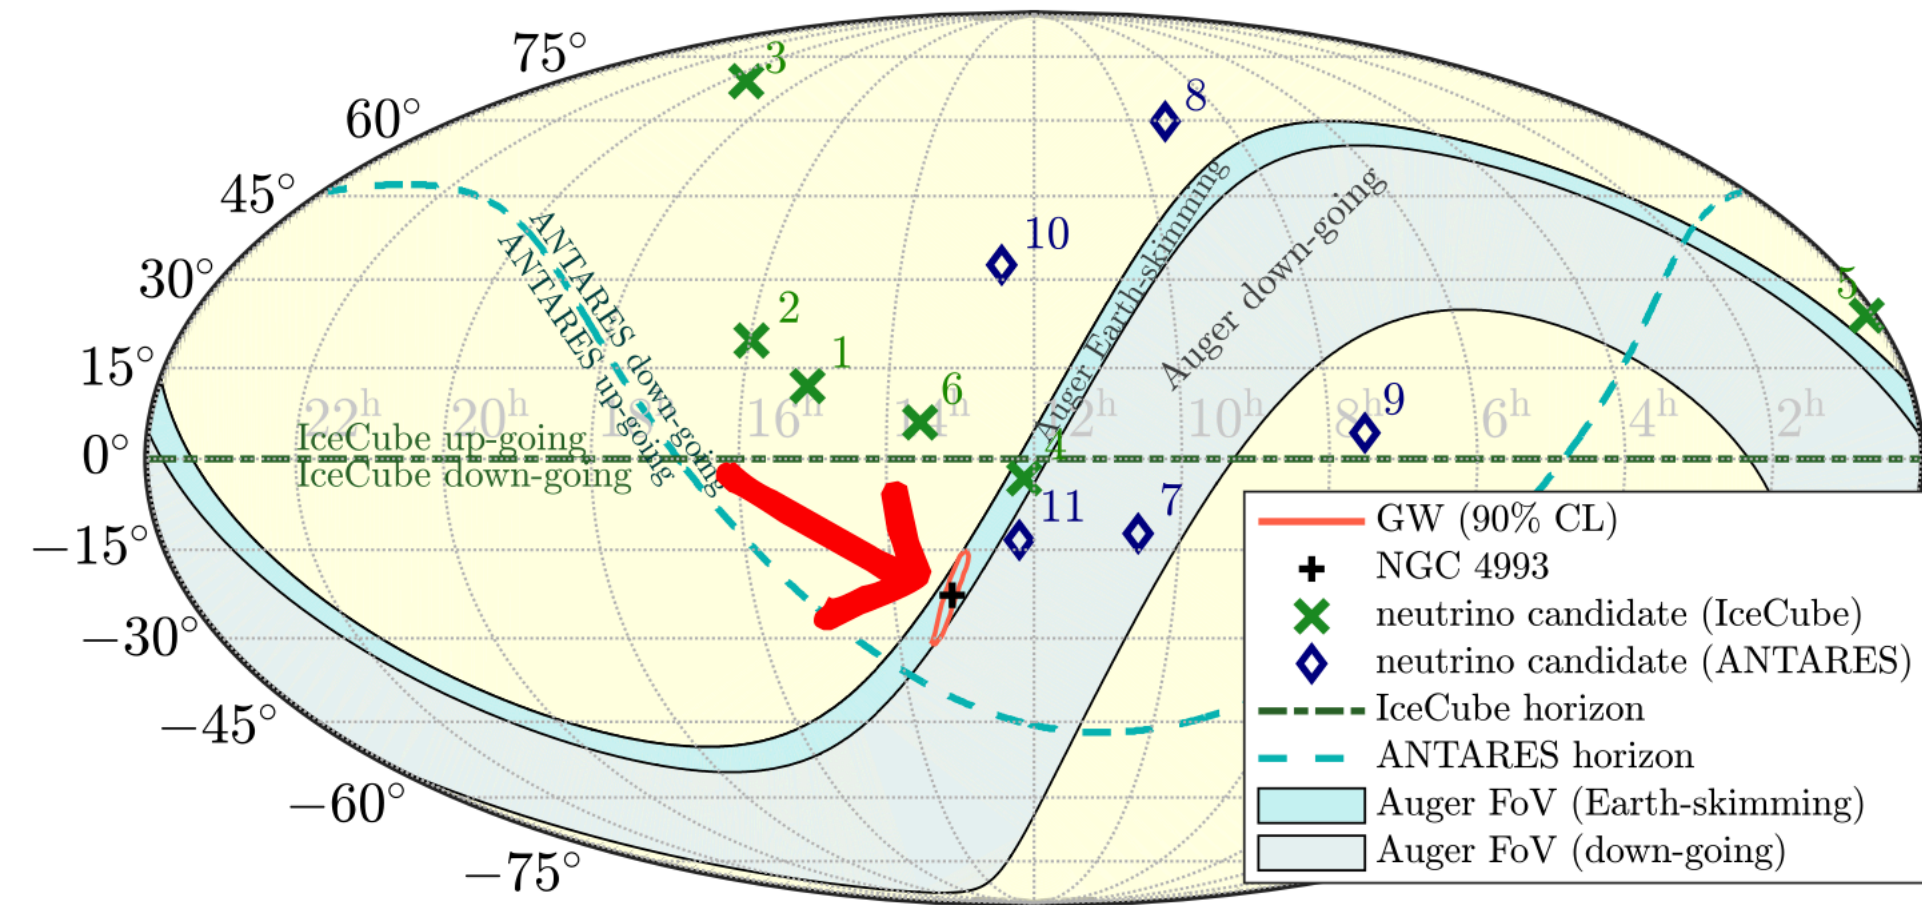 75°
3
60°
8
45°
10
30°
5
2
15°
1
6
9
22ʰ
20ʰ
18ʰ
16ʰ
14ʰ
12ʰ
10ʰ
8ʰ
6ʰ
4ʰ
2ʰ
ANTARES down-going
ANTARES up-going
Auger Earth-skimming
Auger down-going
IceCube up-going
0°
IceCube down-going
4
11
7
−15°
−30°
−45°
−60°
−75°
GW (90% CL)
NGC 4993
neutrino candidate (IceCube)
neutrino candidate (ANTARES)
IceCube horizon
ANTARES horizon
Auger FoV (Earth-skimming)
Auger FoV (down-going)